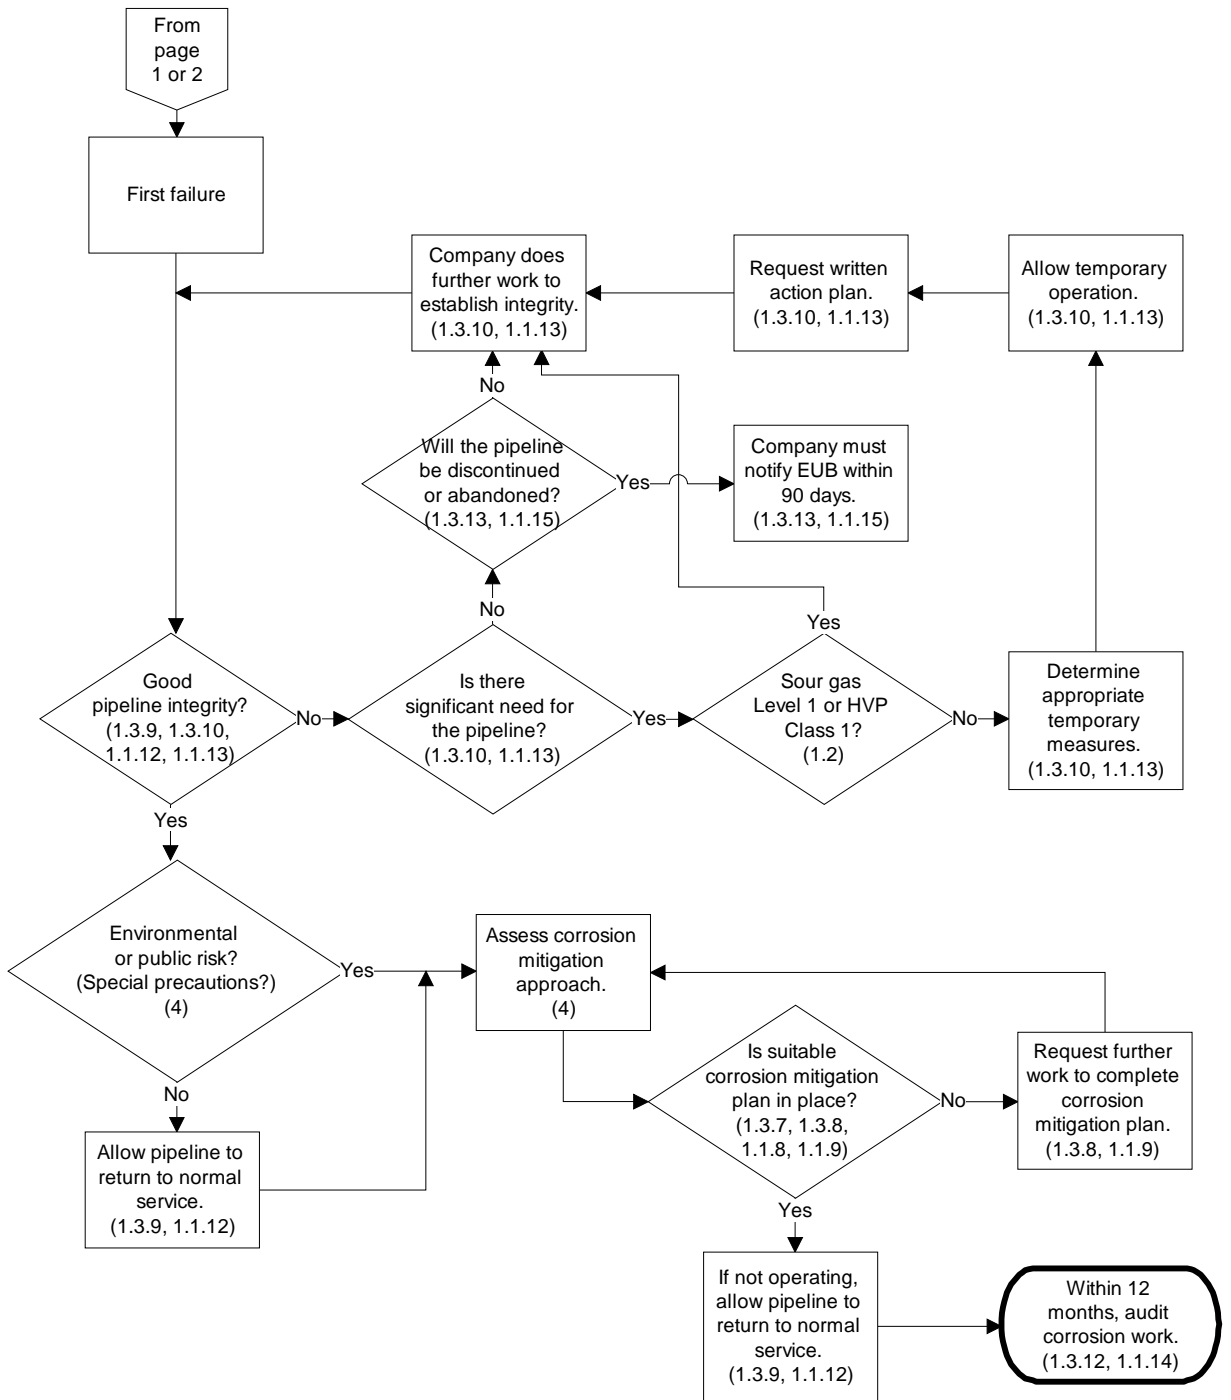 From
page
1 or 2
First failure
Company does
further work to
establish integrity.
(1.3.10, 1.1.13)
Request written
action plan.
(1.3.10, 1.1.13)
Allow temporary
operation.
(1.3.10, 1.1.13)
No
Will the pipeline
be discontinued
or abandoned?
(1.3.13, 1.1.15)
Yes
Company must
notify EUB within
90 days.
(1.3.13, 1.1.15)
No
Yes
Good
pipeline integrity?
(1.3.9, 1.3.10,
1.1.12, 1.1.13)
No
Is there
significant need for
the pipeline?
(1.3.10, 1.1.13)
Yes
Sour gas
Level 1 or HVP
Class 1?
(1.2)
No
Determine
appropriate
temporary
measures.
(1.3.10, 1.1.13)
Yes
Environmental
or public risk?
(Special precautions?)
(4)
Yes
Assess corrosion
mitigation
approach.
(4)
Is suitable
corrosion mitigation
plan in place?
(1.3.7, 1.3.8,
1.1.8, 1.1.9)
No
Request further
work to complete
corrosion
mitigation plan.
(1.3.8, 1.1.9)
No
Allow pipeline to
return to normal
service.
(1.3.9, 1.1.12)
Yes
If not operating,
allow pipeline to
return to normal
service.
(1.3.9, 1.1.12)
Within 12
months, audit
corrosion work.
(1.3.12, 1.1.14)